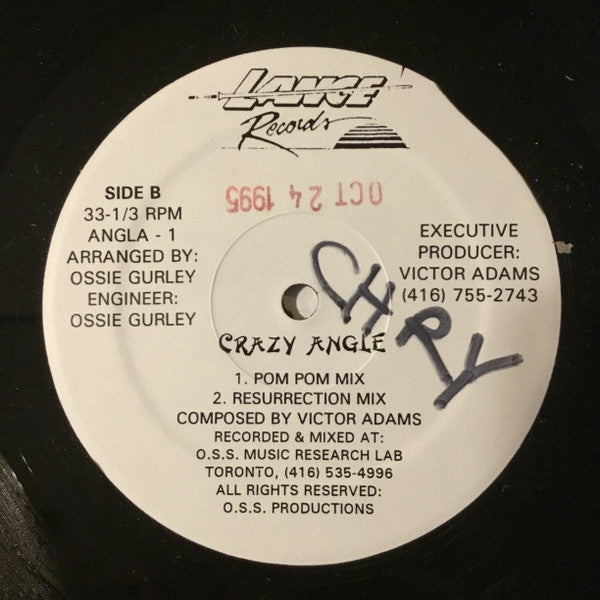 LANCE
Records
OCT 24 1995
SIDE B
33-1/3 RPM
ANGLA - 1
ARRANGED BY:
OSSIE GURLEY
ENGINEER:
OSSIE GURLEY
EXECUTIVE
PRODUCER:
VICTOR ADAMS
(416) 755-2743
CHPY
CRAZY ANGLE
1. POM POM MIX
2. RESURRECTION MIX
COMPOSED BY VICTOR ADAMS
RECORDED & MIXED AT:
O.S.S. MUSIC RESEARCH LAB
TORONTO, (416) 535-4996
ALL RIGHTS RESERVED:
O.S.S. PRODUCTIONS